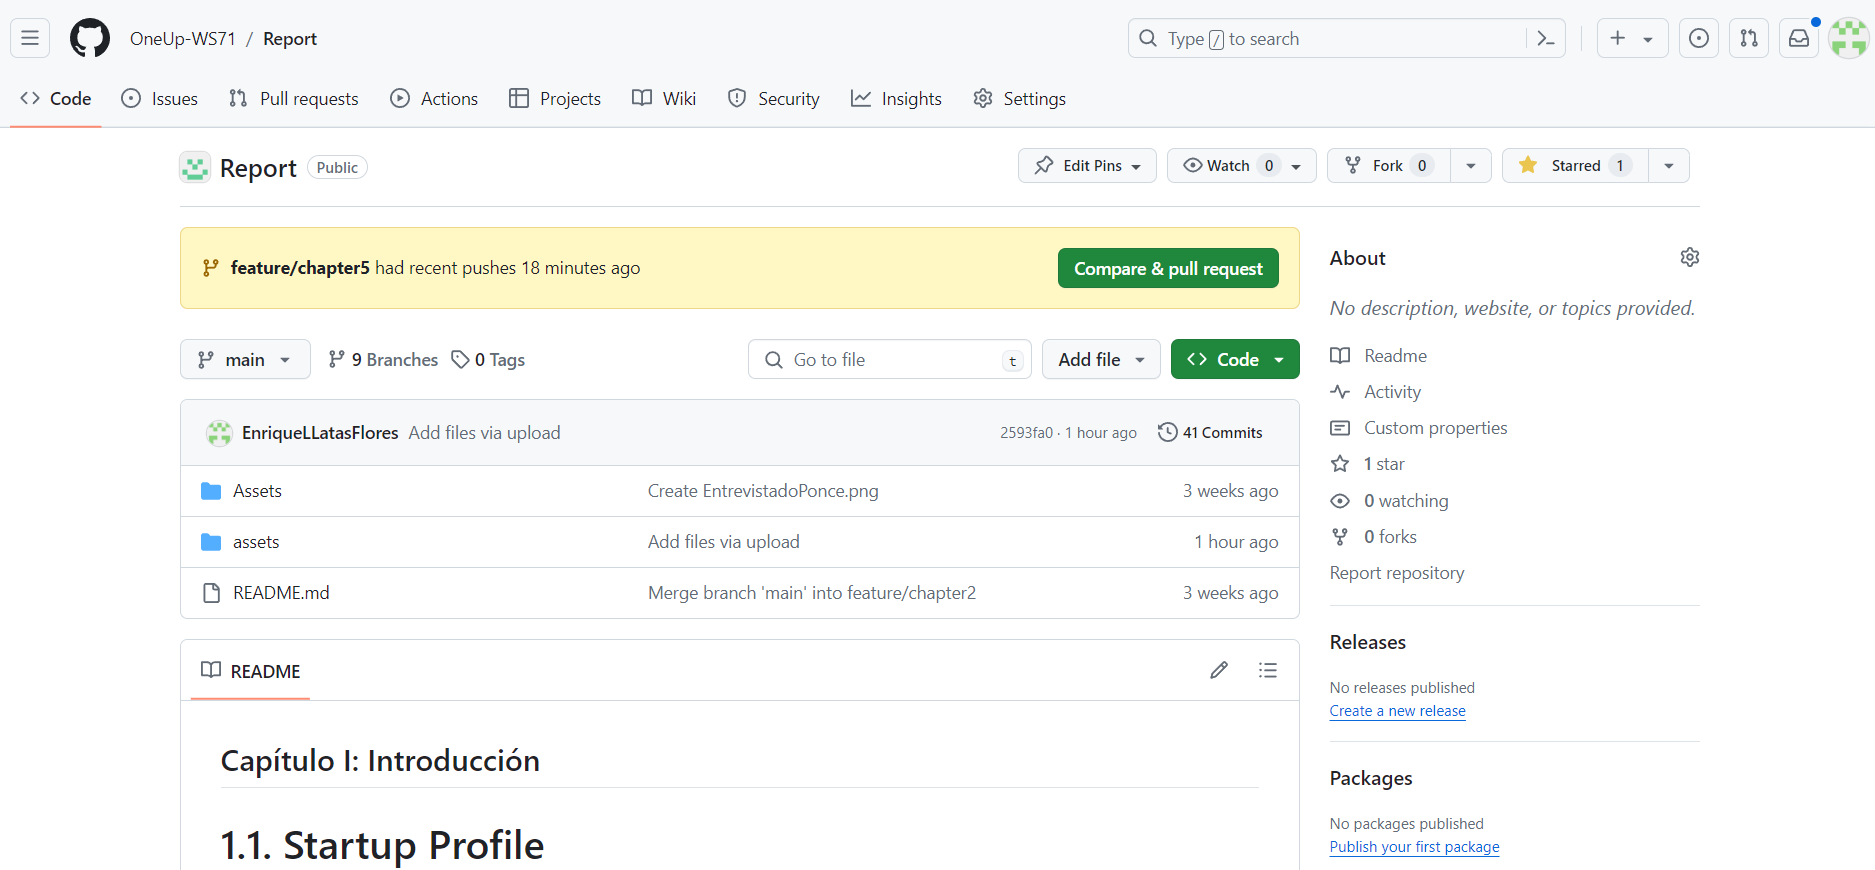 OneUp-WS71 / Report
Type / to search
Code Issues Pull requests Actions Projects Wiki Security Insights Settings
Report Public
Edit Pins Watch 0 Fork 0 Starred 1
feature/chapter5 had recent pushes 18 minutes ago
Compare & pull request
main 9 Branches 0 Tags
Go to file t
Add file
Code
EnriqueLLatasFlores Add files via upload 2593fa0 · 1 hour ago 41 Commits
Assets Create EntrevistadoPonce.png 3 weeks ago
assets Add files via upload 1 hour ago
README.md Merge branch 'main' into feature/chapter2 3 weeks ago
README
Capítulo I: Introducción
1.1. Startup Profile
About
No description, website, or topics provided.
Readme
Activity
Custom properties
1 star
0 watching
0 forks
Report repository
Releases
No releases published
Create a new release
Packages
No packages published
Publish your first package